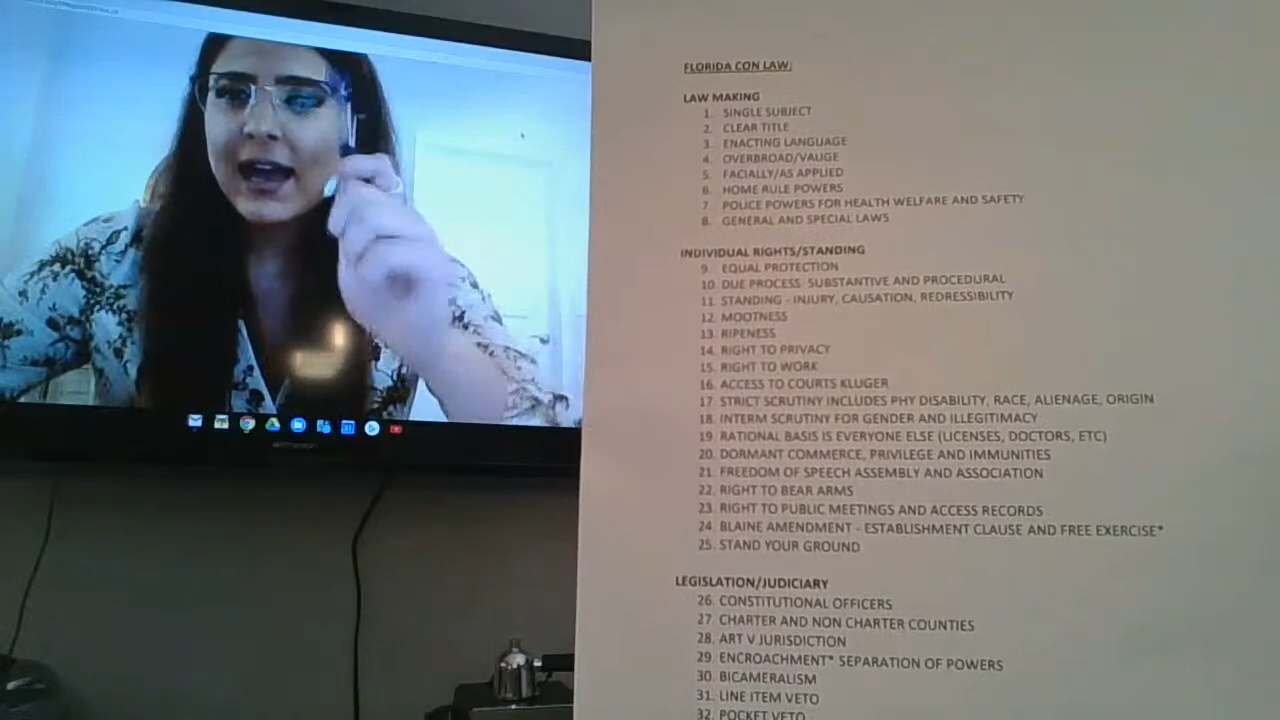 FLORIDA CON LAW:
LAW MAKING
1. SINGLE SUBJECT
2. CLEAR TITLE
3. ENACTING LANGUAGE
4. OVERBROAD/VAUGE
5. FACIALLY/AS APPLIED
6. HOME RULE POWERS
7. POLICE POWERS FOR HEALTH WELFARE AND SAFETY
8. GENERAL AND SPECIAL LAWS
INDIVIDUAL RIGHTS/STANDING
9. EQUAL PROTECTION
10. DUE PROCESS SUBSTANTIVE AND PROCEDURAL
11. STANDING - INJURY, CAUSATION, REDRESSIBILITY
12. MOOTNESS
13. RIPENESS
14. RIGHT TO PRIVACY
15. RIGHT TO WORK
16. ACCESS TO COURTS KLUGER
17. STRICT SCRUTINY INCLUDES PHY DISABILITY, RACE, ALIENAGE, ORIGIN
18. INTERM SCRUTINY FOR GENDER AND ILLEGITIMACY
19. RATIONAL BASIS IS EVERYONE ELSE (LICENSES, DOCTORS, ETC)
20. DORMANT COMMERCE, PRIVILEGE AND IMMUNITIES
21. FREEDOM OF SPEECH ASSEMBLY AND ASSOCIATION
22. RIGHT TO BEAR ARMS
23. RIGHT TO PUBLIC MEETINGS AND ACCESS RECORDS
24. BLAINE AMENDMENT - ESTABLISHMENT CLAUSE AND FREE EXERCISE*
25. STAND YOUR GROUND
LEGISLATION/JUDICIARY
26. CONSTITUTIONAL OFFICERS
27. CHARTER AND NON CHARTER COUNTIES
28. ART V JURISDICTION
29. ENCROACHMENT* SEPARATION OF POWERS
30. BICAMERALISM
31. LINE ITEM VETO
32. POCKET VETO